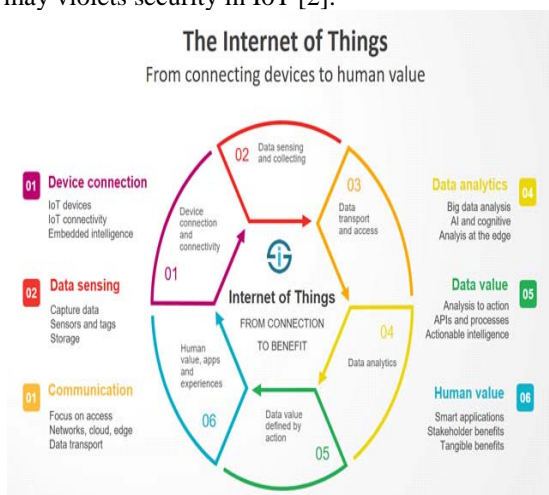 may violets security in IoT [2].
The Internet of Things
From connecting devices to human value
01 Device connection
IoT devices
IoT connectivity
Embedded intelligence
02 Data sensing
Capture data
Sensors and tags
Storage
01 Communication
Focus on access
Networks, cloud, edge
Data transport
Device
connection
and
connectivity
01
02
Data sensing
and collecting
03
Data
transport
and access
04
Data analytics
Data value
defined by
action
05
Human
value, apps
and
experiences
06
Internet of Things
FROM CONNECTION
TO BENEFIT
Data analytics 04
Big data analysis
AI and cognitive
Analyis at the edge
Data value 05
Analysis to action
APIs and processes
Actionable intelligence
Human value 06
Smart applications
Stakeholder benefits
Tangible benefits